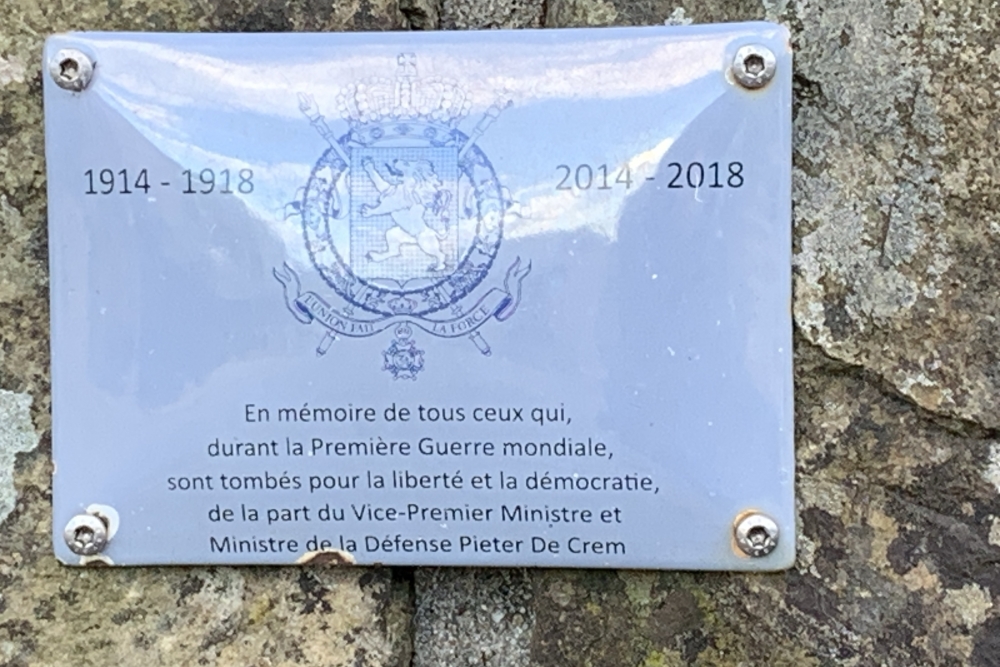 1914 - 1918
2014 - 2018
L'UNION FAIT LA FORCE
En mémoire de tous ceux qui,
durant la Première Guerre mondiale,
sont tombés pour la liberté et la démocratie,
de la part du Vice-Premier Ministre et
Ministre de la Défense Pieter De Crem